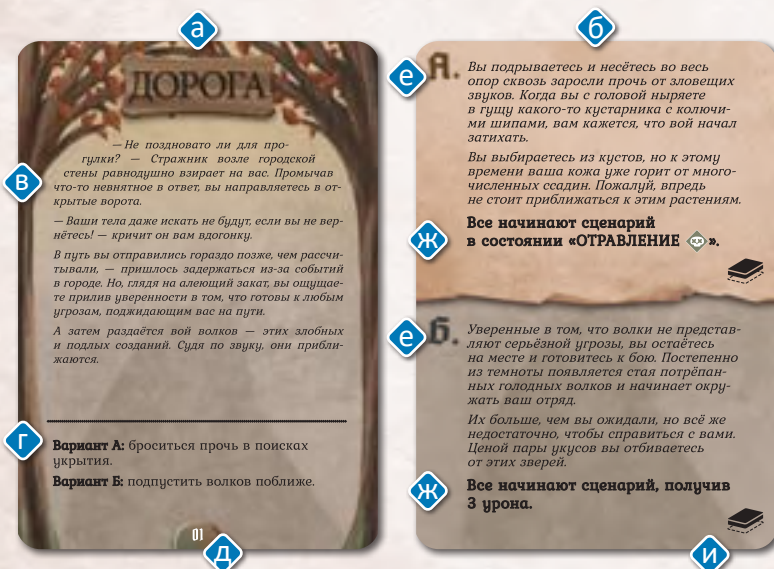 а
ДОРОГА
— Не поздновато ли для про-
гулки? — Стражник возле городской
стены равнодушно взирает на вас. Промычав
что-то невнятное в ответ, вы направляетесь в от-
крытые ворота.
— Ваши тела даже искать не будут, если вы не вер-
нётесь! — кричит он вам вдогонку.
В путь вы отправились гораздо позже, чем рассчи-
тывали, — пришлось задержаться из-за событий
в городе. Но, глядя на алеющий закат, вы ощущае-
те прилив уверенности в том, что готовы к любым
угрозам, поджидающим вас на пути.
А затем раздаётся вой волков — этих злобных
и подлых созданий. Судя по звуку, они прибли-
жаются.
в
г
Вариант А: броситься прочь в поисках
укрытия.
Вариант Б: подпустить волков поближе.
01
д
б
е
А.
Вы подрываетесь и несётесь во весь
опор сквозь заросли прочь от зловещих
звуков. Когда вы с головой ныряете
в гущу какого-то кустарника с колючи-
ми шипами, вам кажется, что вой начал
затихать.
Вы выбираетесь из кустов, но к этому
времени ваша кожа уже горит от много-
численных ссадин. Пожалуй, впредь
не стоит приближаться к этим растениям.
ж
Все начинают сценарий
в состоянии «ОТРАВЛЕНИЕ ».
е
Б.
Уверенные в том, что волки не представ-
ляют серьёзной угрозы, вы остаётесь
на месте и готовитесь к бою. Постепенно
из темноты появляется стая потрёпан-
ных голодных волков и начинает окру-
жать ваш отряд.
Их больше, чем вы ожидали, но всё же
недостаточно, чтобы справиться с вами.
Ценой пары укусов вы отбиваетесь
от этих зверей.
ж
Все начинают сценарий, получив
3 урона.
и